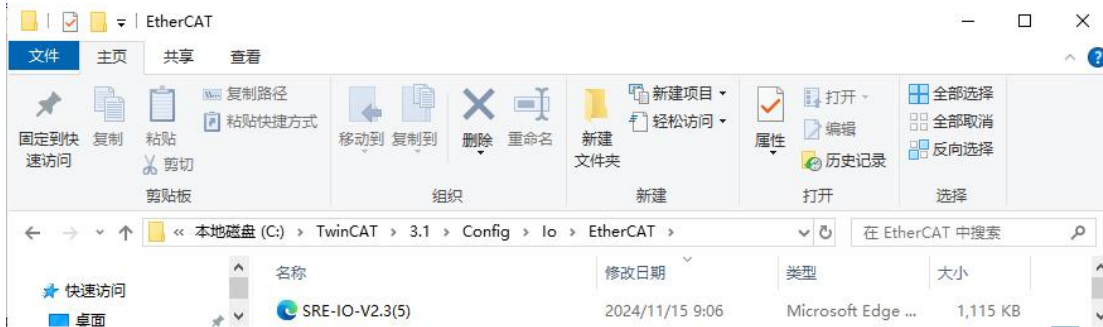 EtherCAT
文件 主页 共享 查看
固定到快速访问
复制
粘贴
复制路径
粘贴快捷方式
剪切
剪贴板
移动到 复制到 删除 重命名
组织
新建文件夹
新建项目
轻松访问
新建
属性
打开
编辑
历史记录
打开
全部选择
全部取消
反向选择
选择
« 本地磁盘 (C:) › TwinCAT › 3.1 › Config › Io › EtherCAT ›
在 EtherCAT 中搜索
快速访问
桌面
名称 修改日期 类型 大小
SRE-IO-V2.3(5) 2024/11/15 9:06 Microsoft Edge ... 1,115 KB